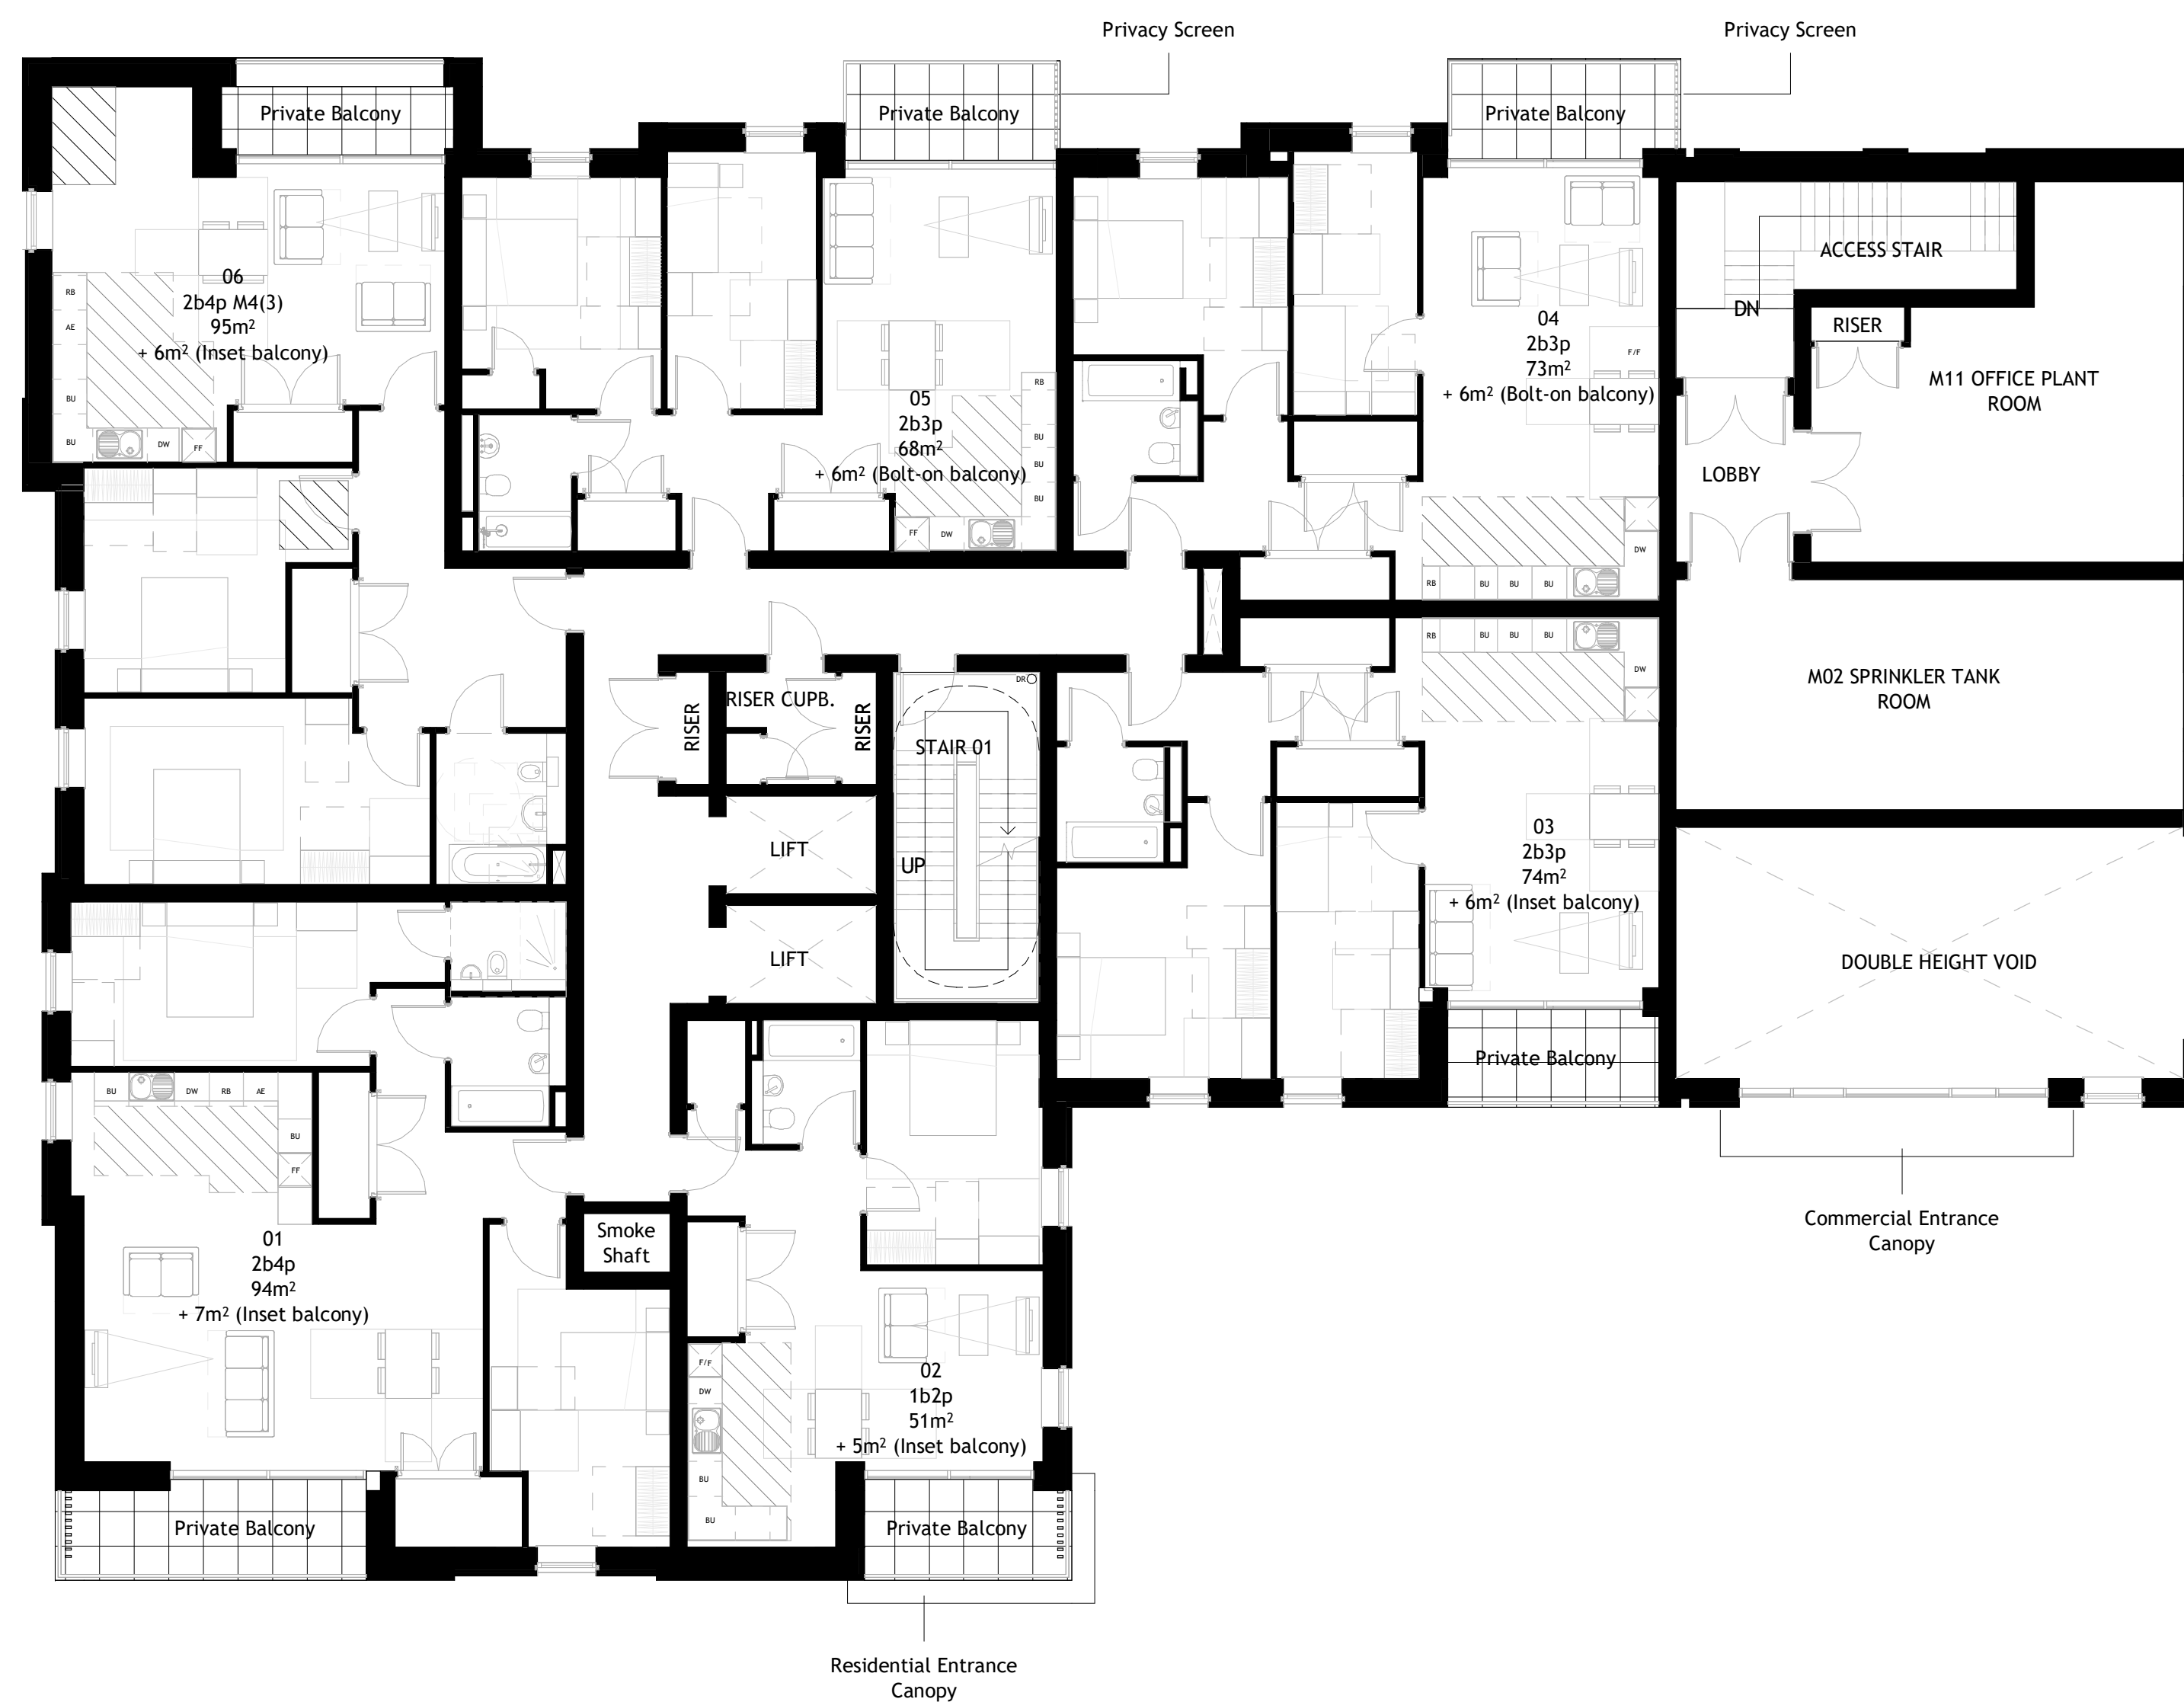 Privacy Screen
Privacy Screen
Private Balcony
Private Balcony
Private Balcony
06
2b4p M4(3)
95m²
+ 6m² (Inset balcony)
RB
AE
BU
BU
DW
FF
05
2b3p
68m²
+ 6m² (Bolt-on balcony)
RB
BU
BU
BU
FF
DW
04
2b3p
73m²
+ 6m² (Bolt-on balcony)
F/F
DW
RB
BU
BU
BU
ACCESS STAIR
DN
RISER
M11 OFFICE PLANT
ROOM
LOBBY
M02 SPRINKLER TANK
ROOM
RB
BU
BU
BU
DW
RISER
RISER CUPB.
RISER
DR
STAIR 01
UP
LIFT
LIFT
03
2b3p
74m²
+ 6m² (Inset balcony)
Private Balcony
DOUBLE HEIGHT VOID
Commercial Entrance
Canopy
BU
DW
RB
AE
BU
FF
01
2b4p
94m²
+ 7m² (Inset balcony)
Smoke
Shaft
F/F
DW
BU
BU
02
1b2p
51m²
+ 5m² (Inset balcony)
Private Balcony
Private Balcony
Residential Entrance
Canopy